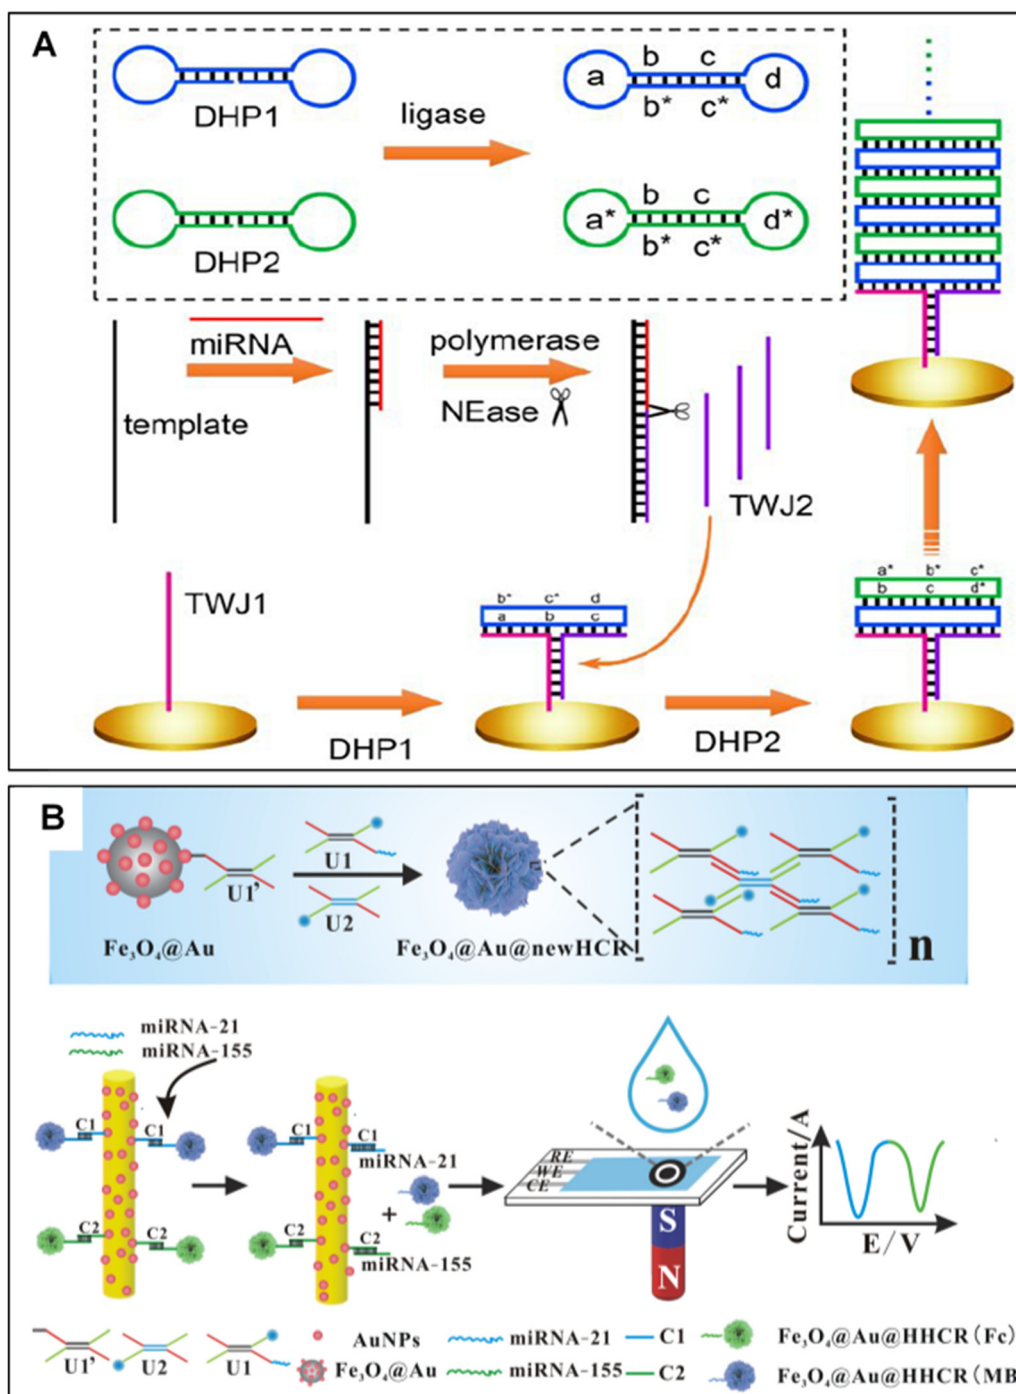 A
b c
a d
DHP1
b* c*
ligase
b c
a* d*
DHP2
b* c*
miRNA
polymerase
NEase
template
TWJ2
TWJ1
b* c* d
a b c
a* b* c*
b c d*
DHP1
DHP2
B
U1
U1'
U2
Fe₃O₄@Au
Fe₃O₄@Au@newHCR
n
miRNA-21
miRNA-155
C1 C1
C1 C1
miRNA-21
+
C2 C2
C2 C2
miRNA-155
RE
WE
CE
S
N
Current/A
E/V
U1' U2 U1
AuNPs
Fe₃O₄@Au
miRNA-21
miRNA-155
C1
C2
Fe₃O₄@Au@HHCR(Fc)
Fe₃O₄@Au@HHCR(MB